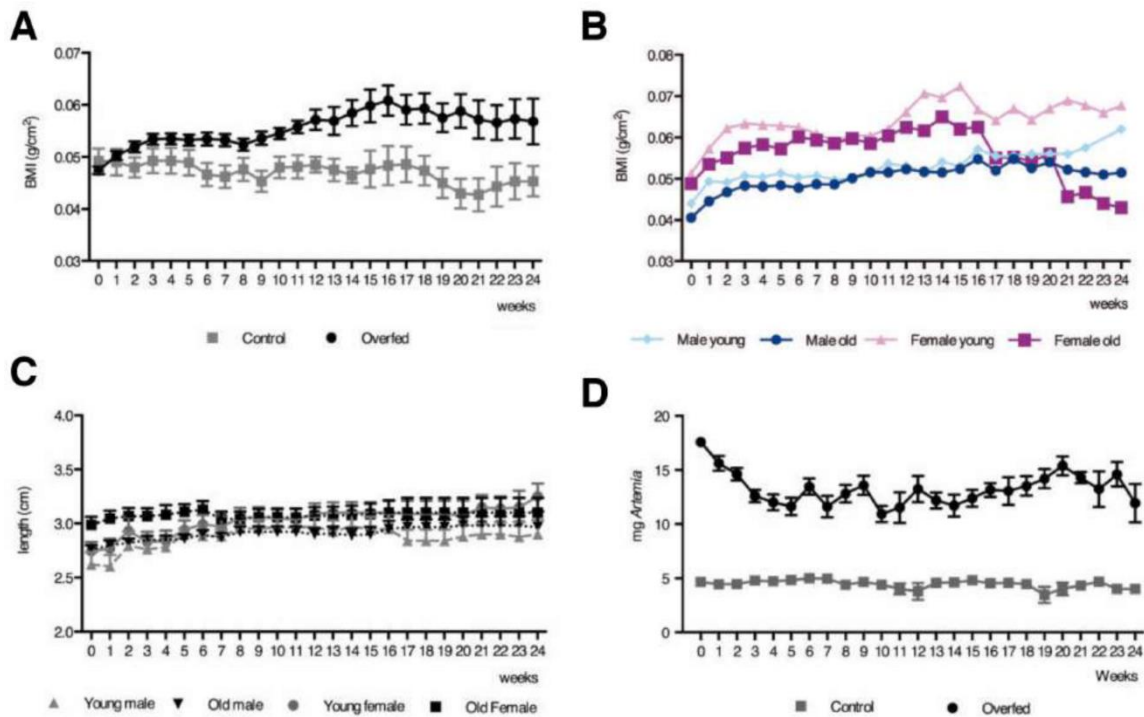 A
0.07
0.06
0.05
0.04
0.03
BMI (g/cm²)
0 1 2 3 4 5 6 7 8 9 10 11 12 13 14 15 16 17 18 19 20 21 22 23 24
weeks
Control Overfed
B
0.08
0.07
0.06
0.05
0.04
0.03
BMI (g/cm²)
0 1 2 3 4 5 6 7 8 9 10 11 12 13 14 15 16 17 18 19 20 21 22 23 24
weeks
Male young Male old Female young Female old
C
4.0
3.5
3.0
2.5
2.0
length (cm)
0 1 2 3 4 5 6 7 8 9 10 11 12 13 14 15 16 17 18 19 20 21 22 23 24
weeks
Young male Old male Young female Old Female
D
20
15
10
5
0
mg Artemia
0 1 2 3 4 5 6 7 8 9 10 11 12 13 14 15 16 17 18 19 20 21 22 23 24
Weeks
Control Overfed